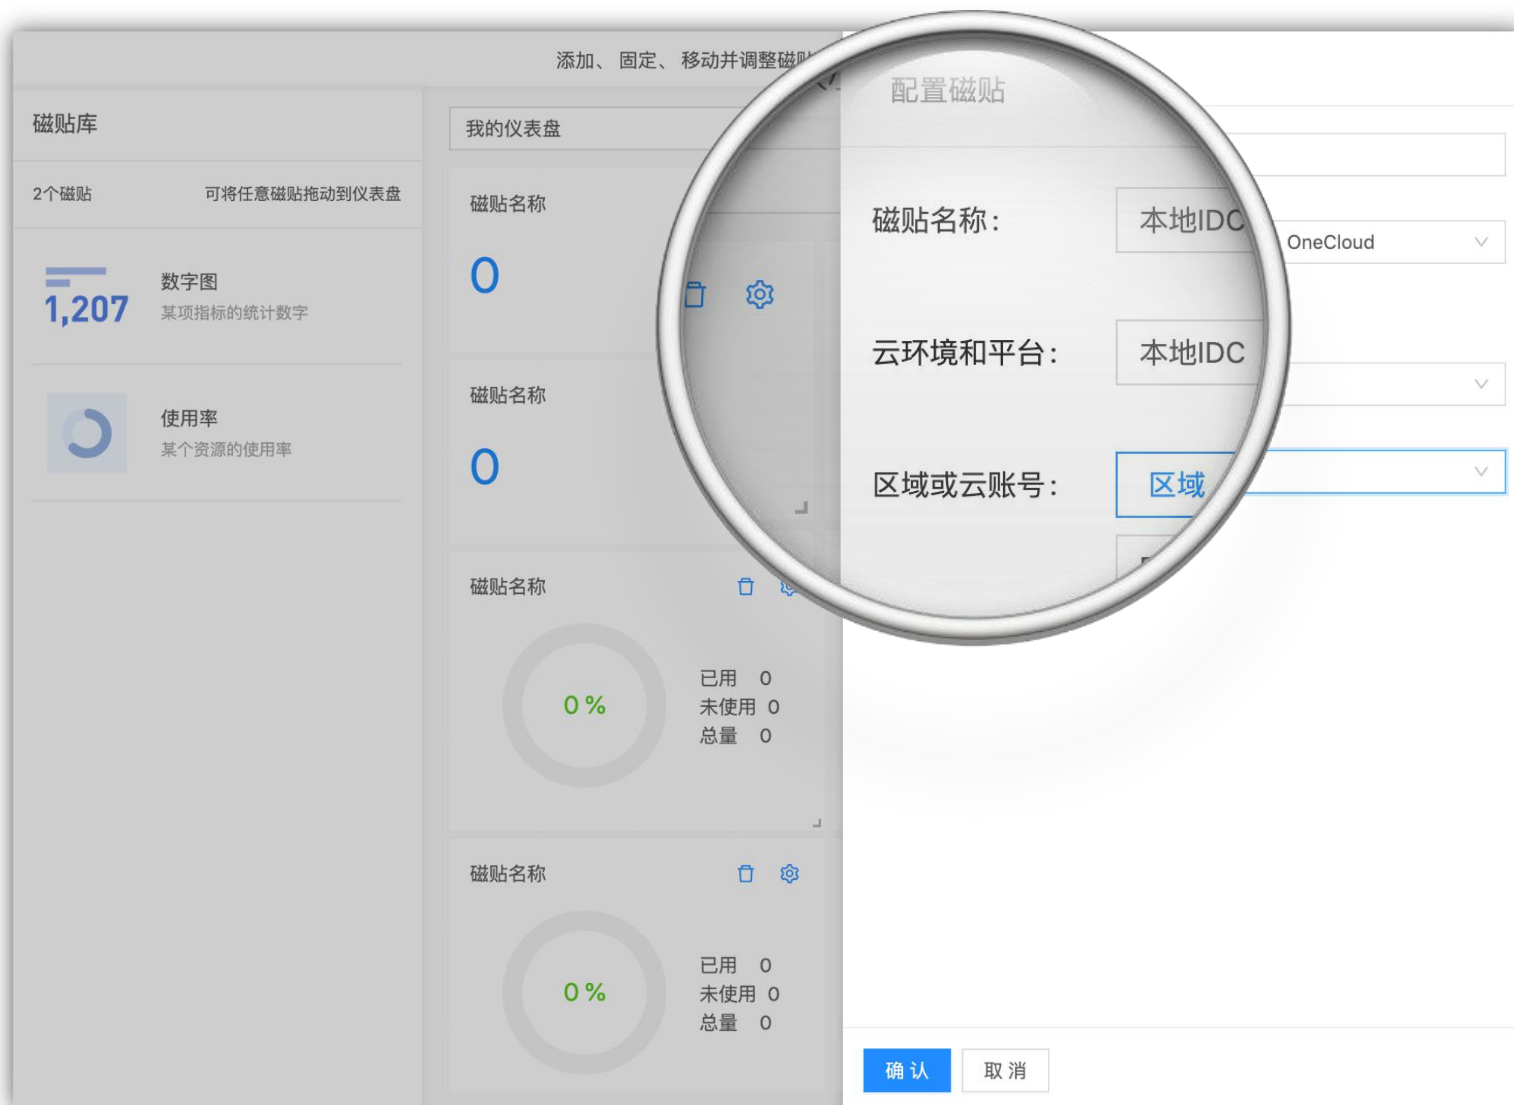 添加、 固定、 移动并调整磁贴
磁贴库
2个磁贴
可将任意磁贴拖动到仪表盘
1,207
数字图
某项指标的统计数字
使用率
某个资源的使用率
我的仪表盘
磁贴名称
0
磁贴名称
0
磁贴名称
0 %
已用 0
未使用 0
总量 0
磁贴名称
0 %
已用 0
未使用 0
总量 0
配置磁贴
磁贴名称：
本地IDC
OneCloud
云环境和平台：
本地IDC
区域或云账号：
区域
确 认
取 消